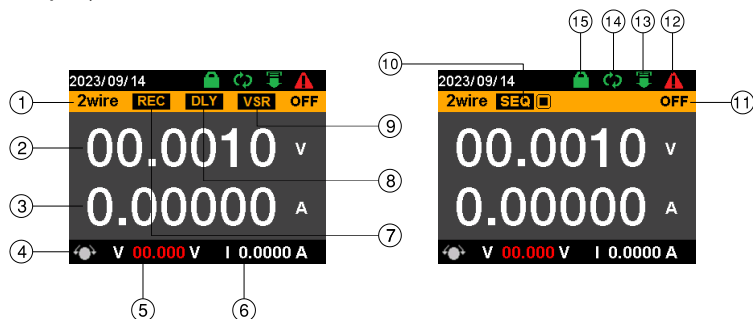 15 14 13 12
10
2023/09/14
2023/09/14
1 2wire REC DLY VSR OFF
9
2wire SEQ OFF 11
2 00.0010 V
00.0010 V
8
3 0.00000 A
0.00000 A
7
4 V 00.000 V I 0.0000 A
V 00.000 V I 0.0000 A
5 6